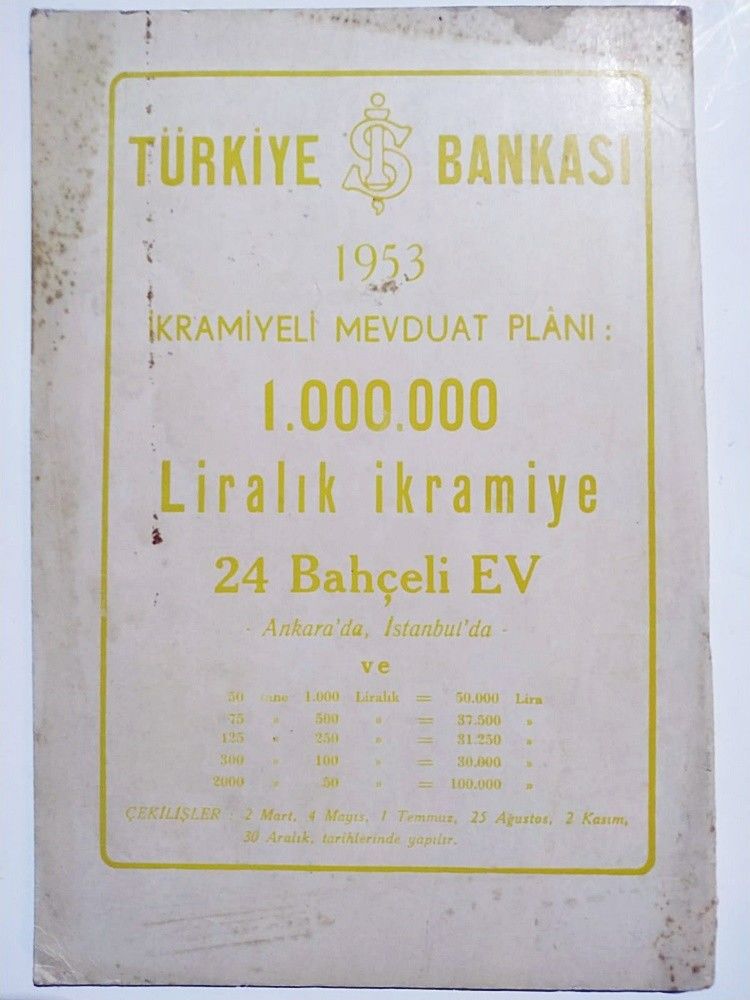 TÜRKİYE İŞ BANKASI
1953
İKRAMİYELİ MEVDUAT PLÂNI :
1.000.000
Liralık ikramiye
24 Bahçeli EV
- Ankara'da, İstanbul'da -
ve
50 tane 1.000 Liralık = 50.000 Lira
75 » 500 » = 37.500 »
125 » 250 » = 31.250 »
300 » 100 » = 30.000 »
2000 » 50 » = 100.000 »
ÇEKİLİŞLER : 2 Mart, 4 Mayıs, 1 Temmuz, 25 Ağustos, 2 Kasım,
30 Aralık, tarihlerinde yapılır.